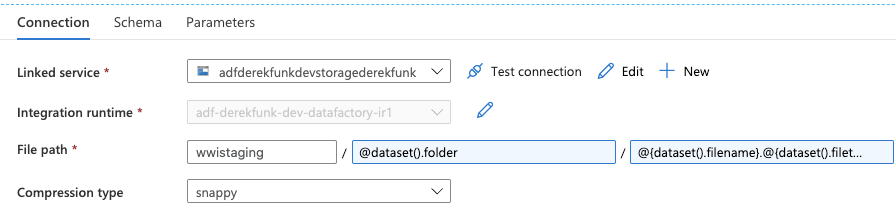 Connection Schema Parameters
Linked service * adfderekfunkdevstoragederekfunk Test connection Edit New
Integration runtime * adf-derekfunk-dev-datafactory-ir1
File path * wwistaging / @dataset().folder / @{dataset().filename}.@{dataset().filet...
Compression type snappy